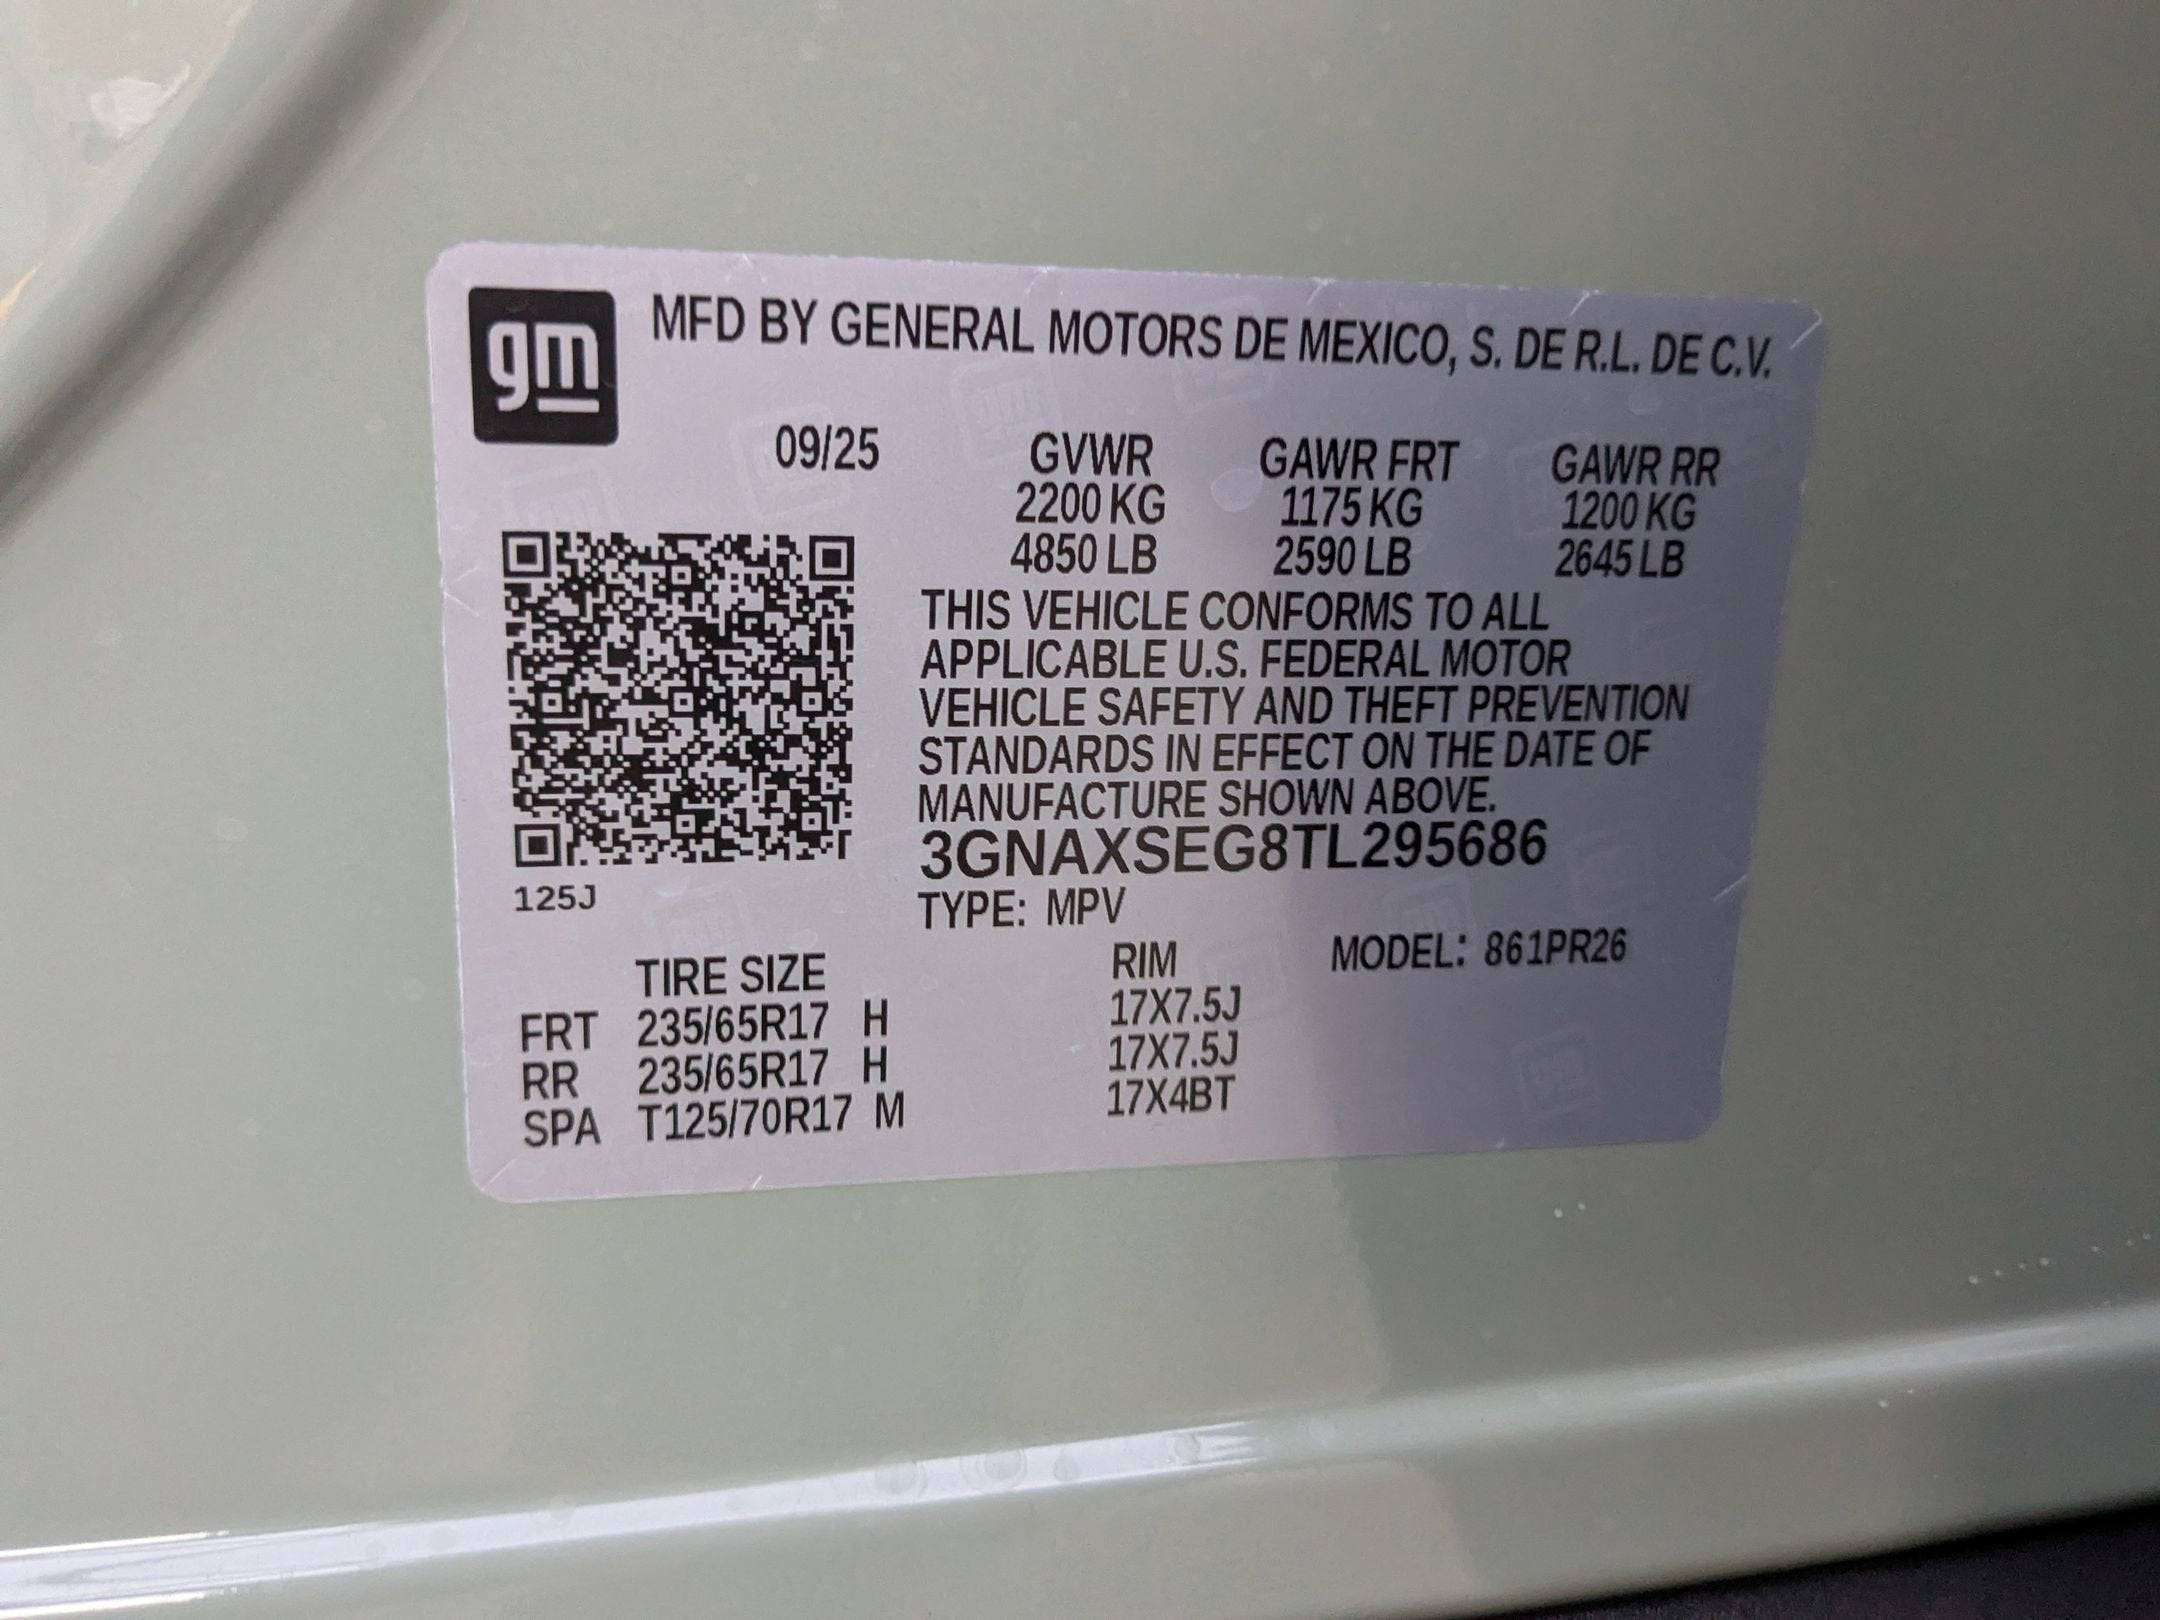 gm
MFD BY GENERAL MOTORS DE MEXICO, S. DE R.L. DE C.V.
09/25 GVWR GAWR FRT GAWR RR
2200 KG 1175 KG 1200 KG
4850 LB 2590 LB 2645 LB
THIS VEHICLE CONFORMS TO ALL
APPLICABLE U.S. FEDERAL MOTOR
VEHICLE SAFETY AND THEFT PREVENTION
STANDARDS IN EFFECT ON THE DATE OF
MANUFACTURE SHOWN ABOVE.
3GNAXSEG8TL295686
125J
TYPE: MPV
TIRE SIZE RIM MODEL: 861PR26
FRT 235/65R17 H 17X7.5J
RR 235/65R17 H 17X7.5J
SPA T125/70R17 M 17X4BT